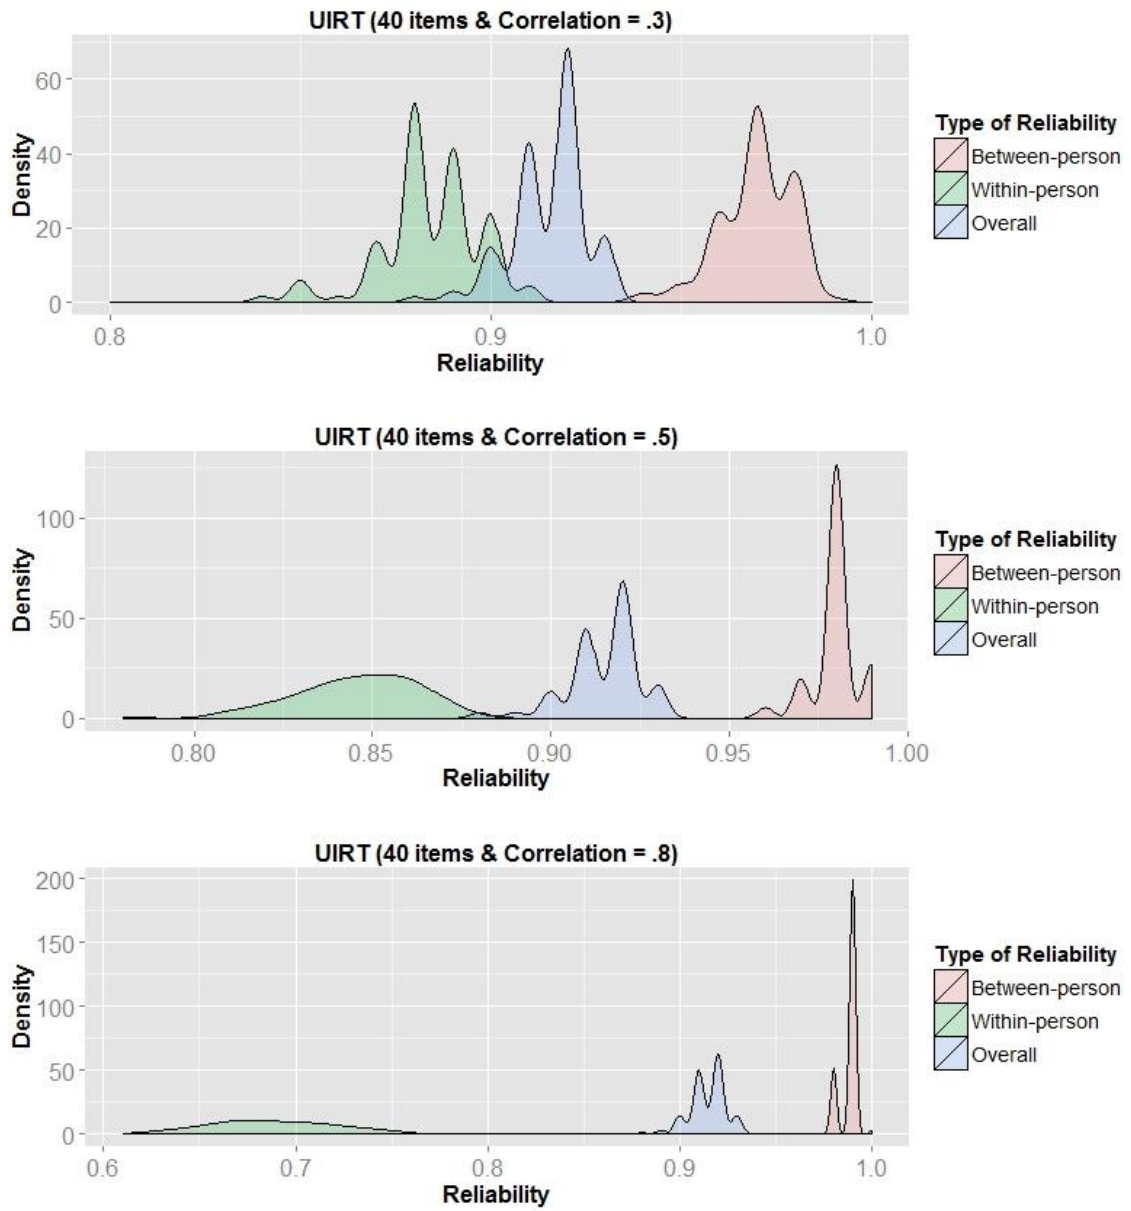 UIRT (40 items & Correlation = .3)
60
40
20
0
Density
0.8 0.9 1.0
Reliability
Type of Reliability
Between-person
Within-person
Overall
UIRT (40 items & Correlation = .5)
100
50
0
Density
0.80 0.85 0.90 0.95 1.00
Reliability
Type of Reliability
Between-person
Within-person
Overall
UIRT (40 items & Correlation = .8)
200
150
100
50
0
Density
0.6 0.7 0.8 0.9 1.0
Reliability
Type of Reliability
Between-person
Within-person
Overall